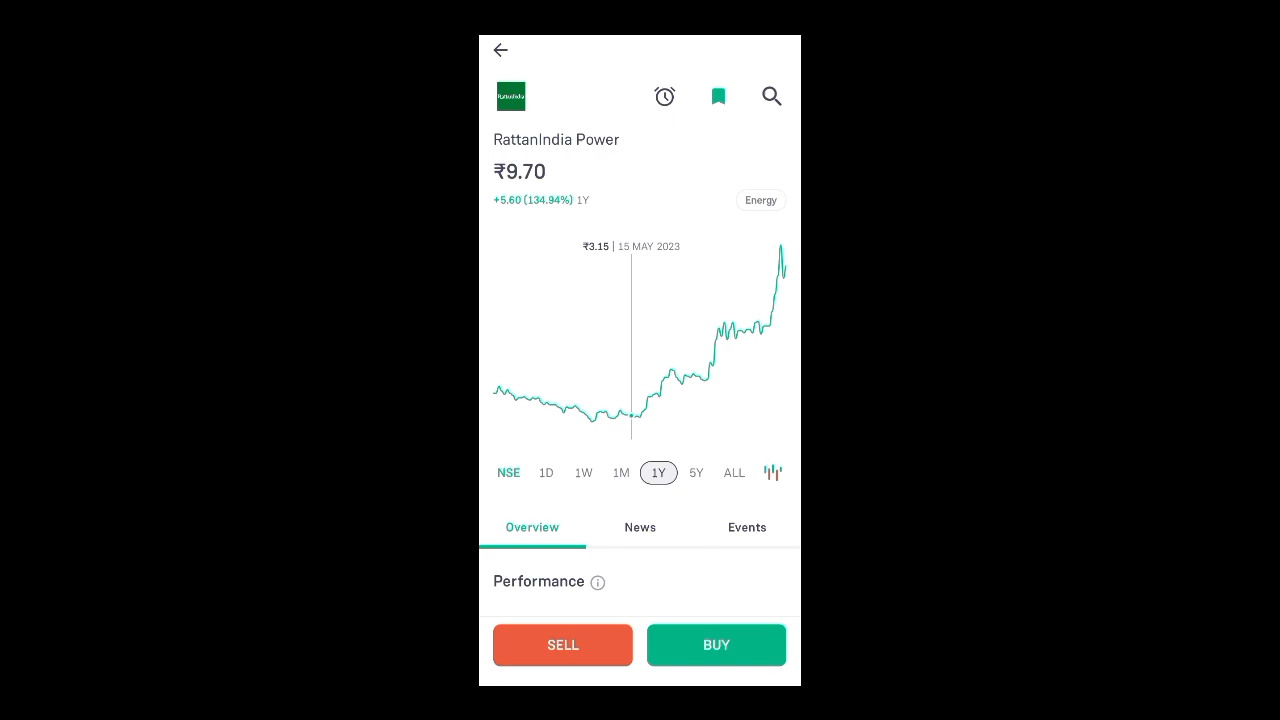 RattanIndia
RattanIndia Power
₹9.70
+5.60 (134.94%) 1Y
Energy
₹3.15 | 15 MAY 2023
NSE 1D 1W 1M 1Y 5Y ALL
Overview News Events
Performance
SELL BUY